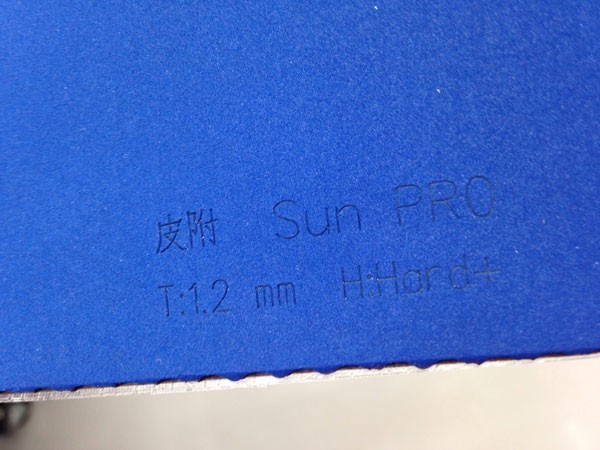 皮附 Sun PRO
T:1.2 mm H:Hard+